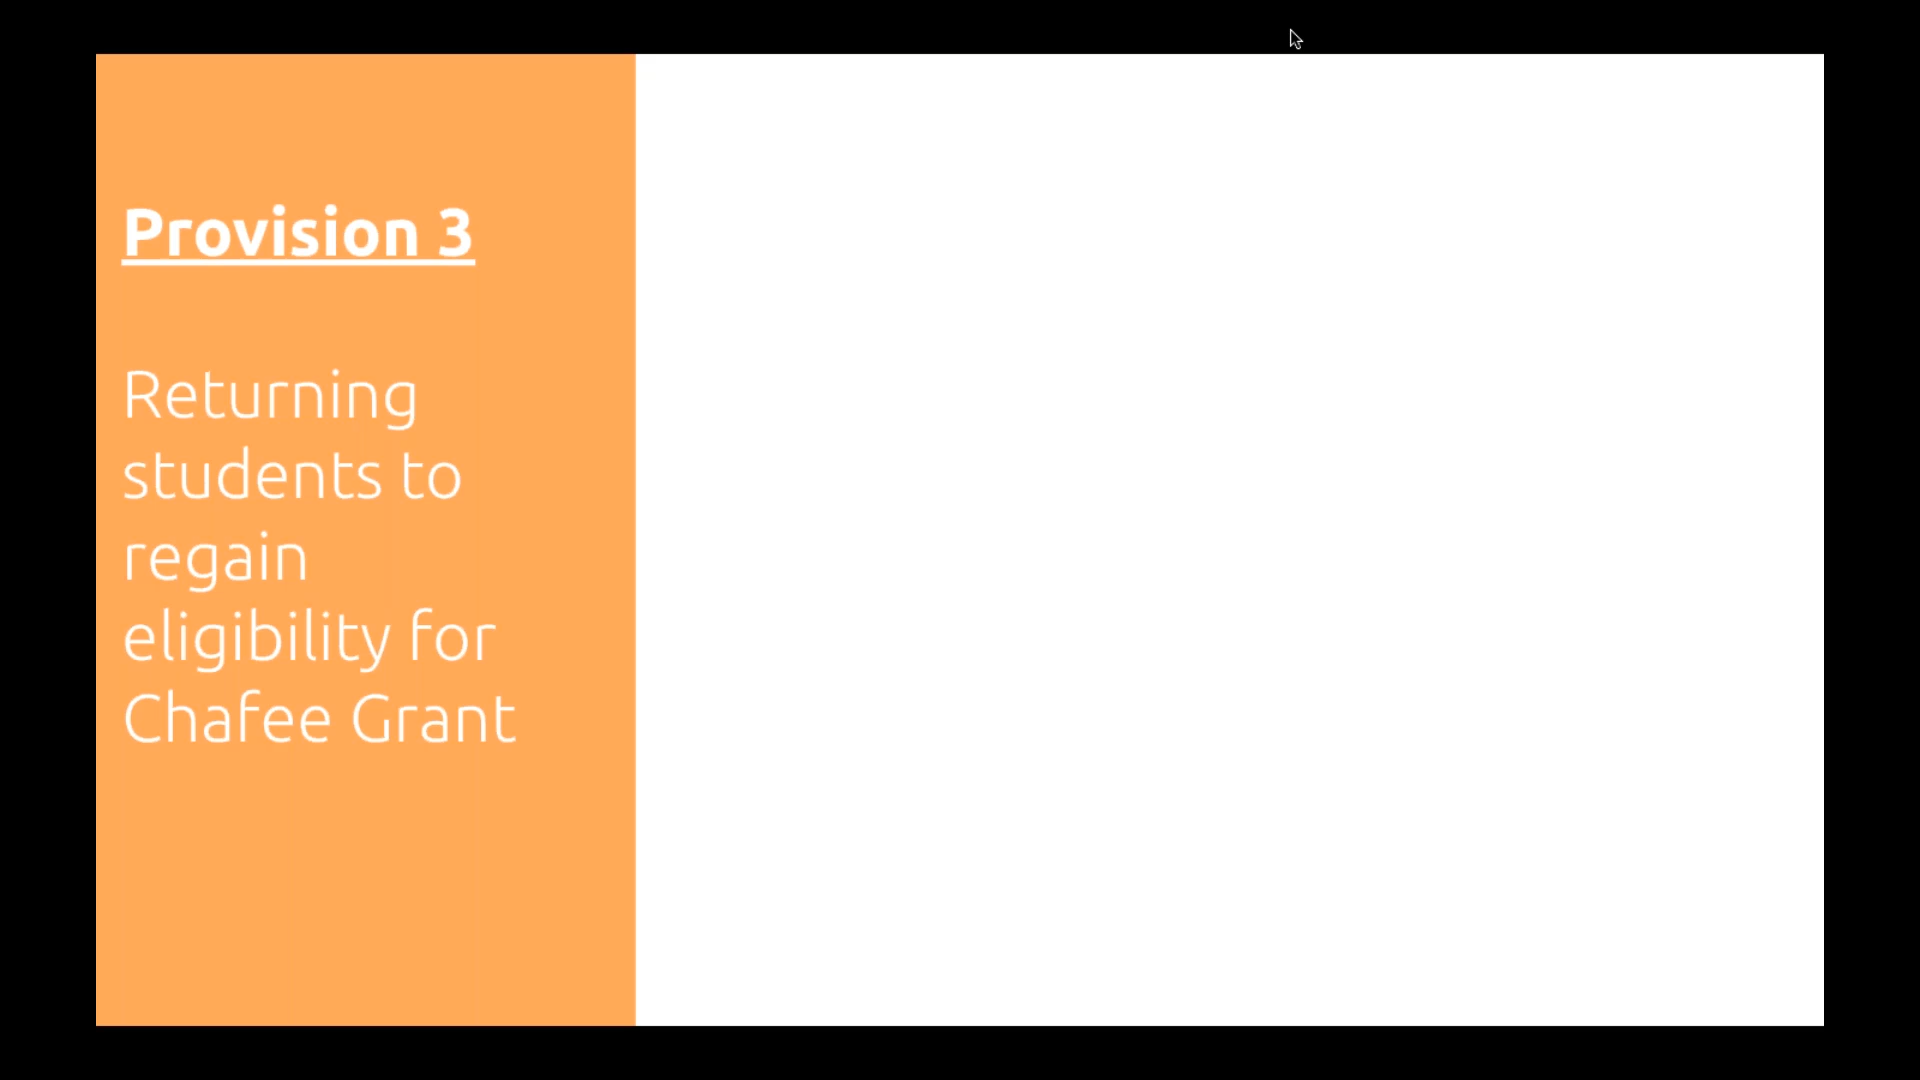 Provision 3
Returning
students to
regain
eligibility for
Chafee Grant